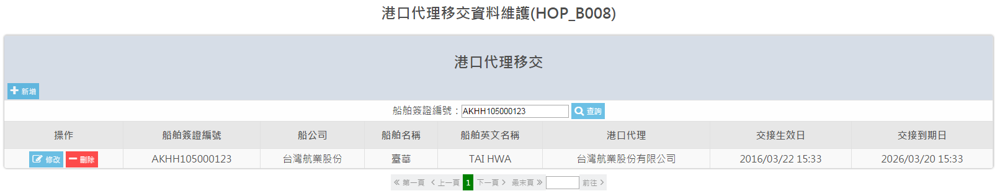 港口代理移交資料維護(HOP_B008)
港口代理移交
新增
船舶簽證編號：AKHH105000123 查詢
操作 船舶簽證編號 船公司 船舶名稱 船舶英文名稱 港口代理 交接生效日 交接到期日
修改 刪除 AKHH105000123 台灣航業股份 臺華 TAI HWA 台灣航業股份有限公司 2016/03/22 15:33 2026/03/20 15:33
第一頁 上一頁 1 下一頁 最末頁 前往